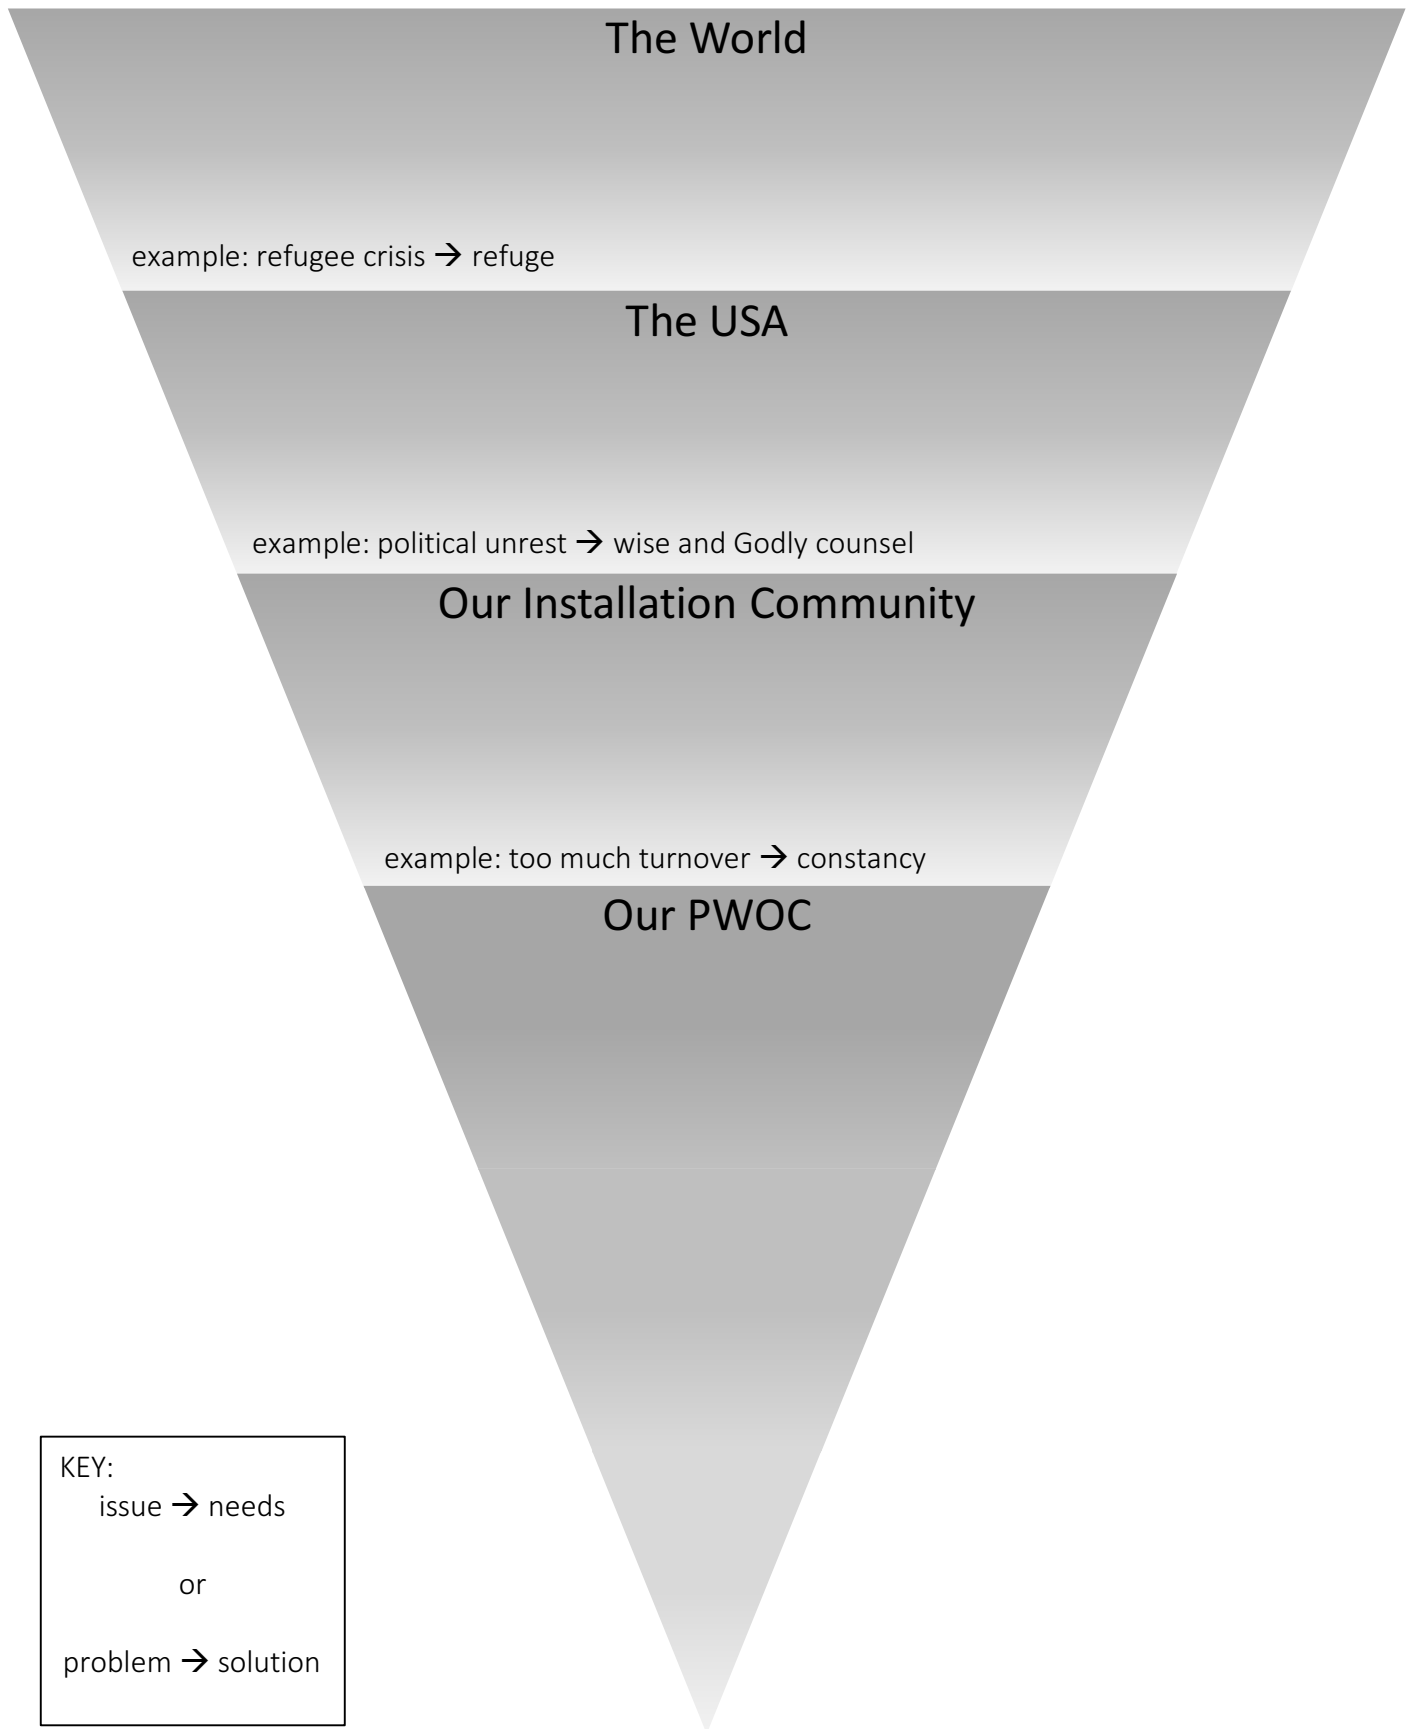 The World
example: refugee crisis → refuge
The USA
example: political unrest → wise and Godly counsel
Our Installation Community
example: too much turnover → constancy
Our PWOC
KEY:
issue → needs
or
problem → solution